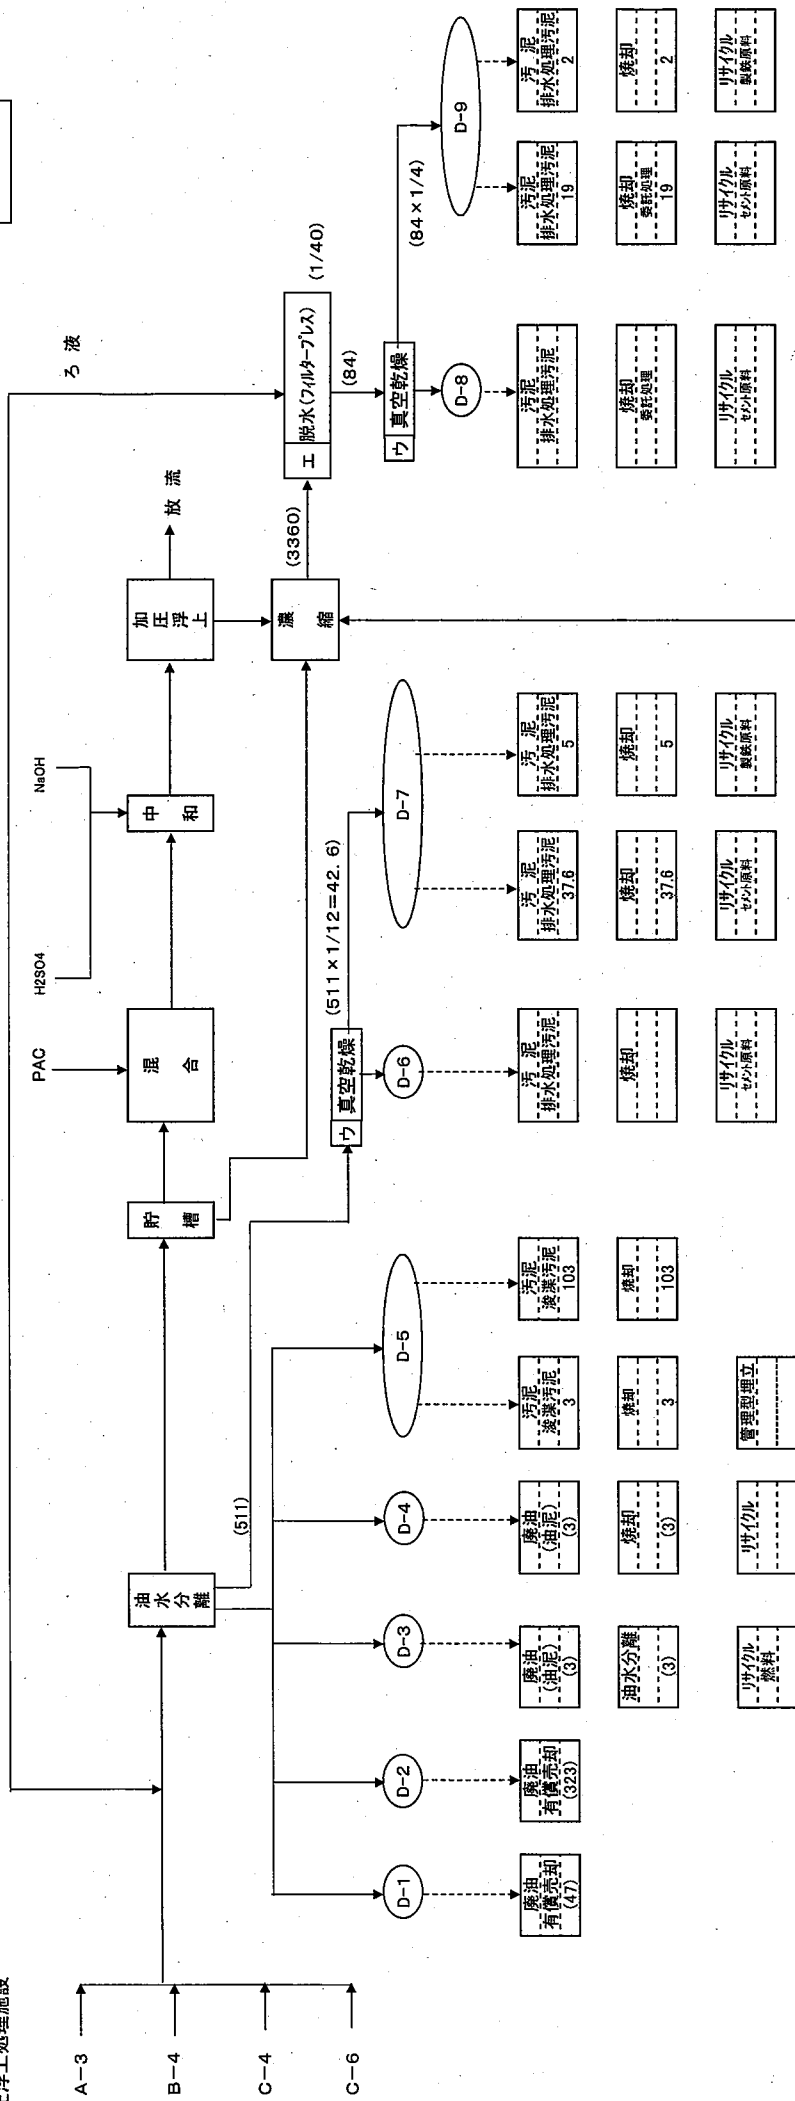 圧浮上処理施設
A-3
B-4
C-4
C-6
油水分離
貯槽
PAC
混合
H2SO4
NaOH
中和
加圧浮上
放流
ろ液
濃縮
(3360)
エ 脱水(フィルタープレス)
(1/40)
(84)
ウ 真空乾燥
(84×1/4)
(511)
ウ 真空乾燥
(511×1/12=42.6)
D-1
D-2
D-3
D-4
D-5
D-6
D-7
D-8
D-9
廃油
有償売却
(47)
廃油
有償売却
(323)
廃油
(油泥)
(3)
油水分離
(3)
リサイクル
燃料
廃油
(油泥)
(3)
焼却
(3)
リサイクル
汚泥
浚渫汚泥
3
焼却
3
管理型埋立
汚泥
浚渫汚泥
103
焼却
103
汚泥
排水処理汚泥
焼却
リサイクル
セメント原料
汚泥
排水処理汚泥
37.6
焼却
37.6
リサイクル
セメント原料
汚泥
排水処理汚泥
5
焼却
5
リサイクル
製鉄原料
汚泥
排水処理汚泥
焼却
委託処理
リサイクル
セメント原料
汚泥
排水処理汚泥
19
焼却
委託処理
19
リサイクル
セメント原料
汚泥
排水処理汚泥
2
焼却
2
リサイクル
製鉄原料